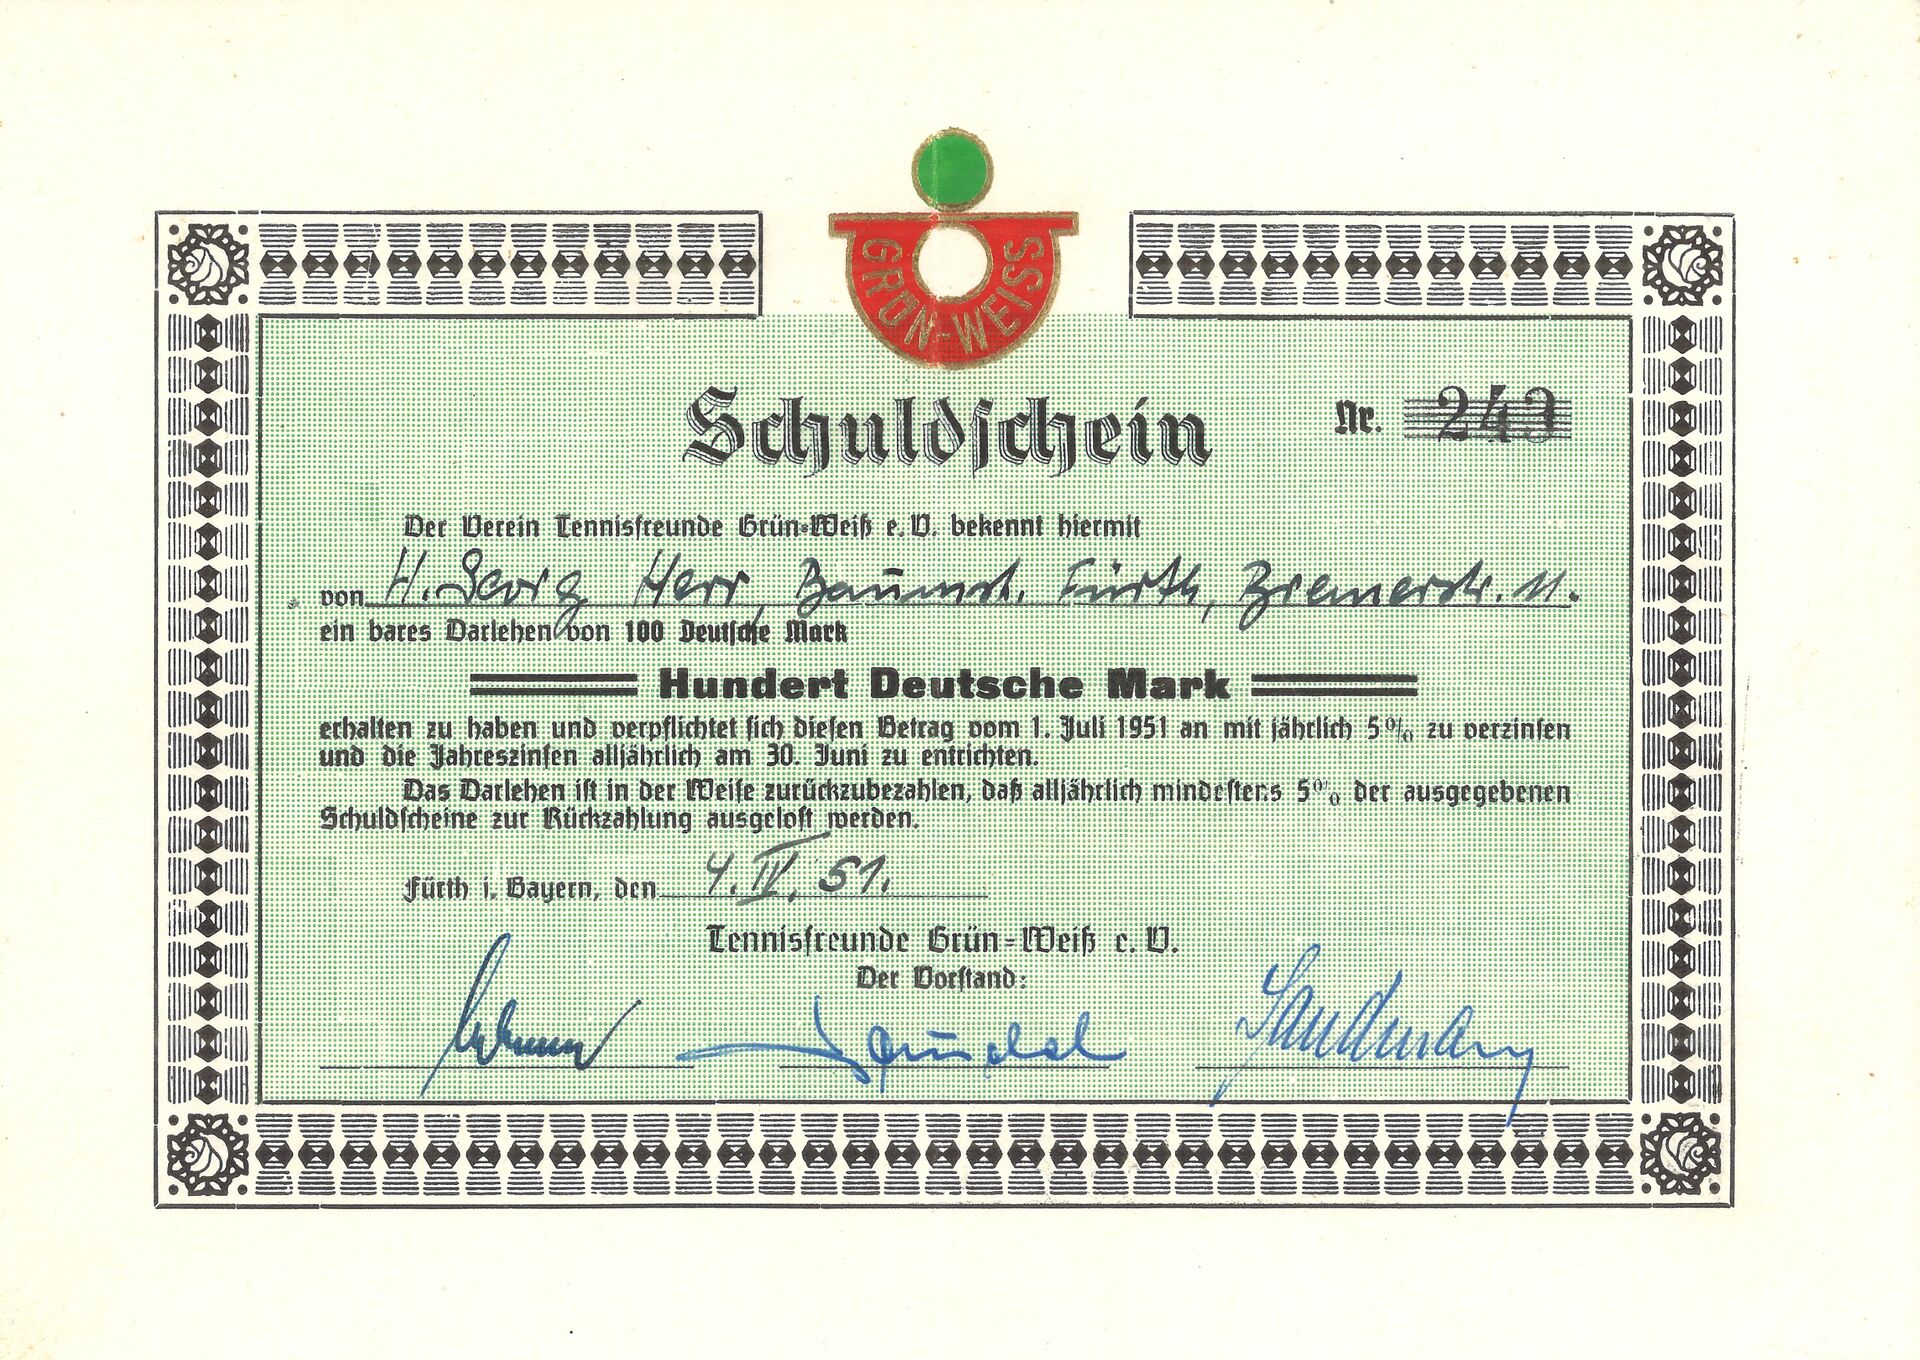 GRÜN-WEISS
Schuldschein
Nr. 243
Der Verein Tennisfreunde Grün=Weiß e. V. bekennt hiermit
von H. Georg Herr, Baumstr. Fürth, Bremerstr. 11.
ein bares Darlehen von 100 Deutsche Mark
Hundert Deutsche Mark
erhalten zu haben und verpflichtet sich diesen Betrag vom 1. Juli 1951 an mit jährlich 5% zu verzinsen
und die Jahreszinsen alljährlich am 30. Juni zu entrichten.
Das Darlehen ist in der Weise zurückzubezahlen, daß alljährlich mindestens 5% der ausgegebenen
Schuldscheine zur Rückzahlung ausgelost werden.
Fürth i. Bayern, den 4. IV. 51.
Tennisfreunde Grün=Weiß e. V.
Der Vorstand: